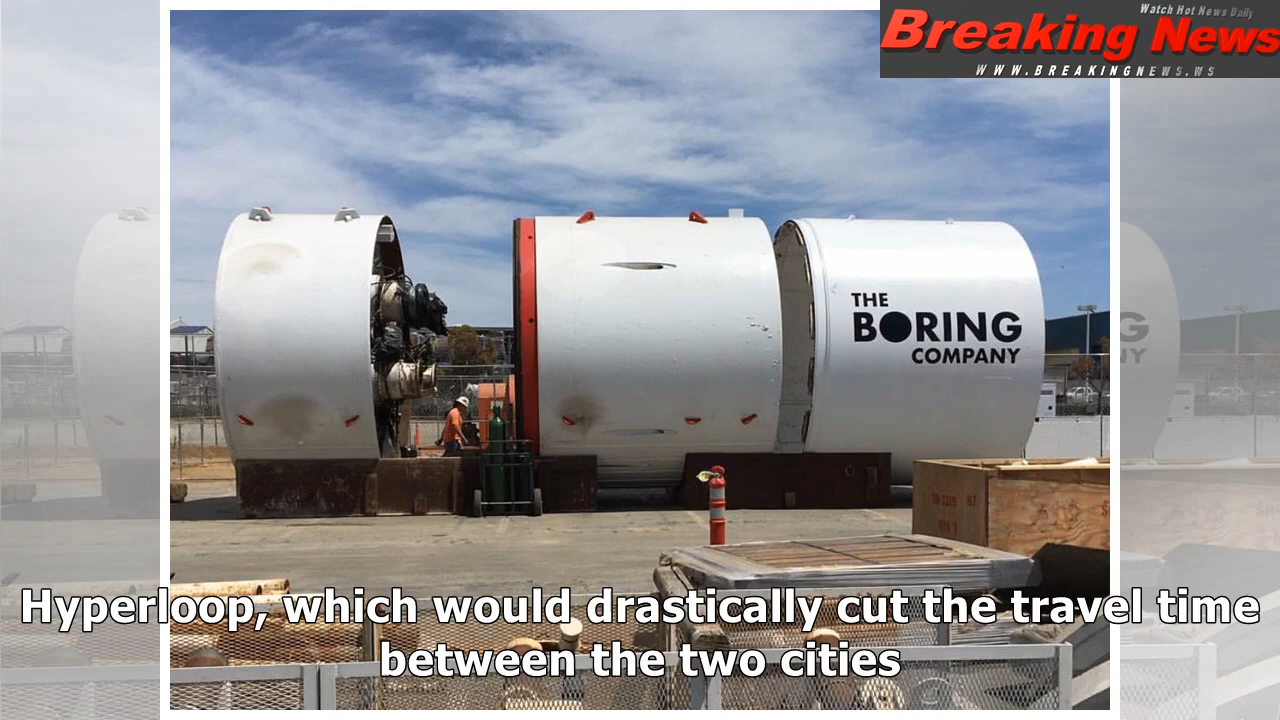 Watch Hot News Daily
Breaking News
WWW.BREAKINGNEWS.WS
THE
BORING
COMPANY
Hyperloop, which would drastically cut the travel time
between the two cities